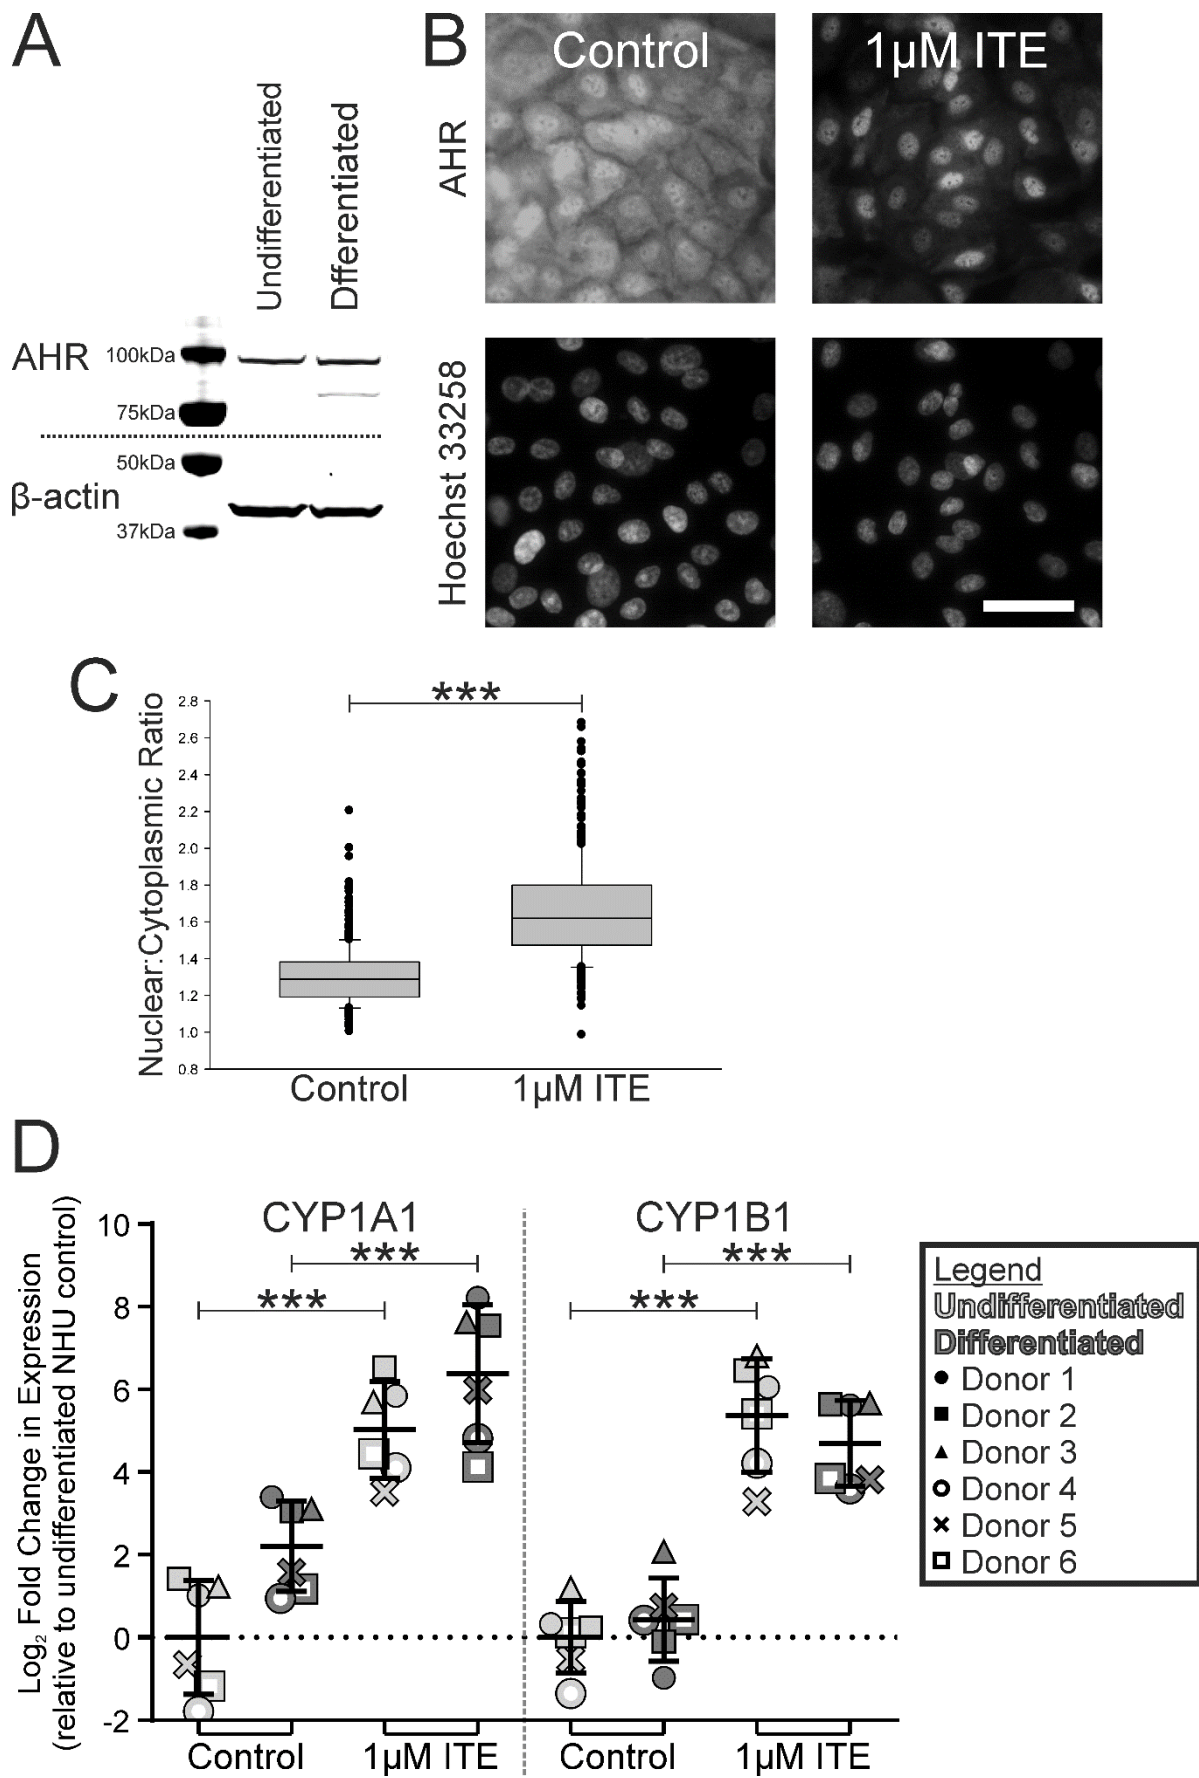 A
Undifferentiated
Dfferentiated
AHR
100kDa
75kDa
50kDa
β-actin
37kDa
B
Control
1µM ITE
AHR
Hoechst 33258
C
***
Nuclear:Cytoplasmic Ratio
2.8
2.6
2.4
2.2
2.0
1.8
1.6
1.4
1.2
1.0
0.8
Control
1µM ITE
D
Log₂ Fold Change in Expression
(relative to undifferentiated NHU control)
10
8
6
4
2
0
-2
CYP1A1
***
***
CYP1B1
***
***
Control
1µM ITE
Control
1µM ITE
Legend
Undifferentiated
Differentiated
Donor 1
Donor 2
Donor 3
Donor 4
Donor 5
Donor 6